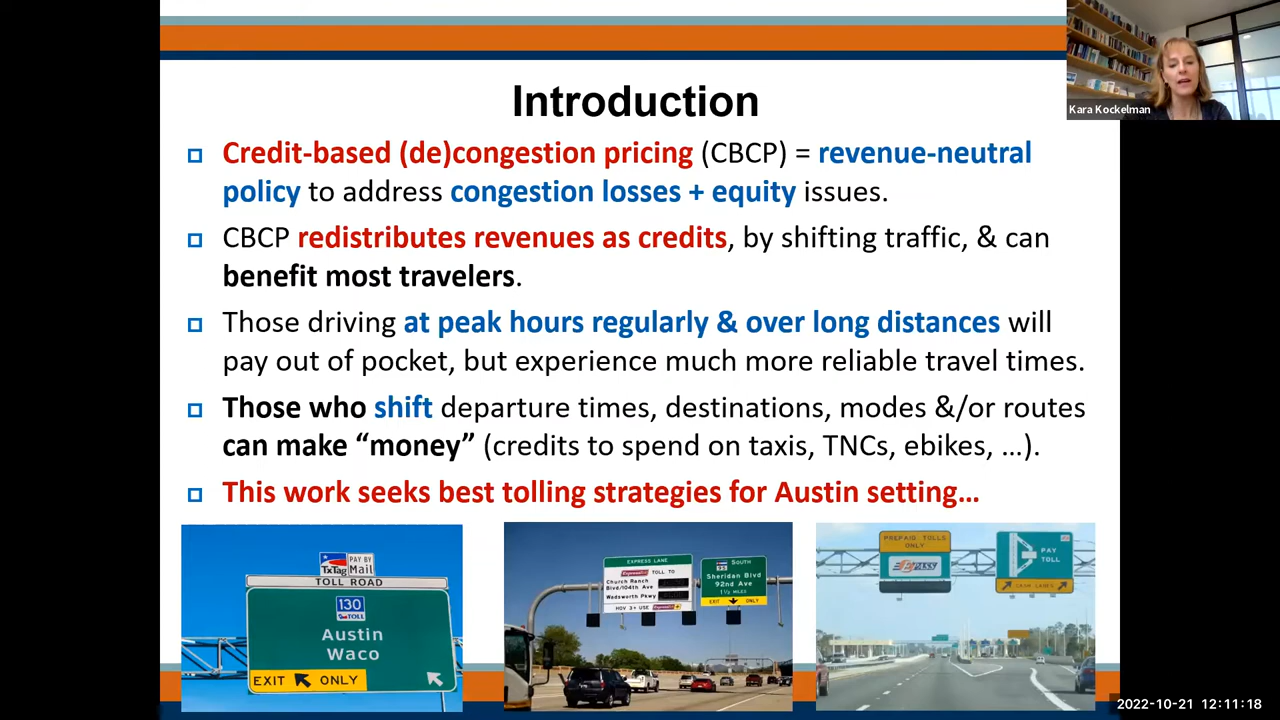 Introduction
Kara Kockelman
Credit-based (de)congestion pricing (CBCP) = revenue-neutral
policy to address congestion losses + equity issues.
CBCP redistributes revenues as credits, by shifting traffic, & can
benefit most travelers.
Those driving at peak hours regularly & over long distances will
pay out of pocket, but experience much more reliable travel times.
Those who shift departure times, destinations, modes &/or routes
can make “money” (credits to spend on taxis, TNCs, ebikes, …).
This work seeks best tolling strategies for Austin setting…
TxTag
PAY BY
Mail
TOLL ROAD
130
TOLL
Austin
Waco
EXIT ONLY
EXPRESS LANE
TOLL TO
Church Ranch
Blvd/104th Ave
Wadsworth Pkwy
HOV 3+ USE
SOUTH
Sheridan Blvd
92nd Ave
1½ MILES
EXIT ONLY
PREPAID TOLLS
ONLY
E-PASS
PAY
TOLL
CASH LANES
2022-10-21 12:11:18